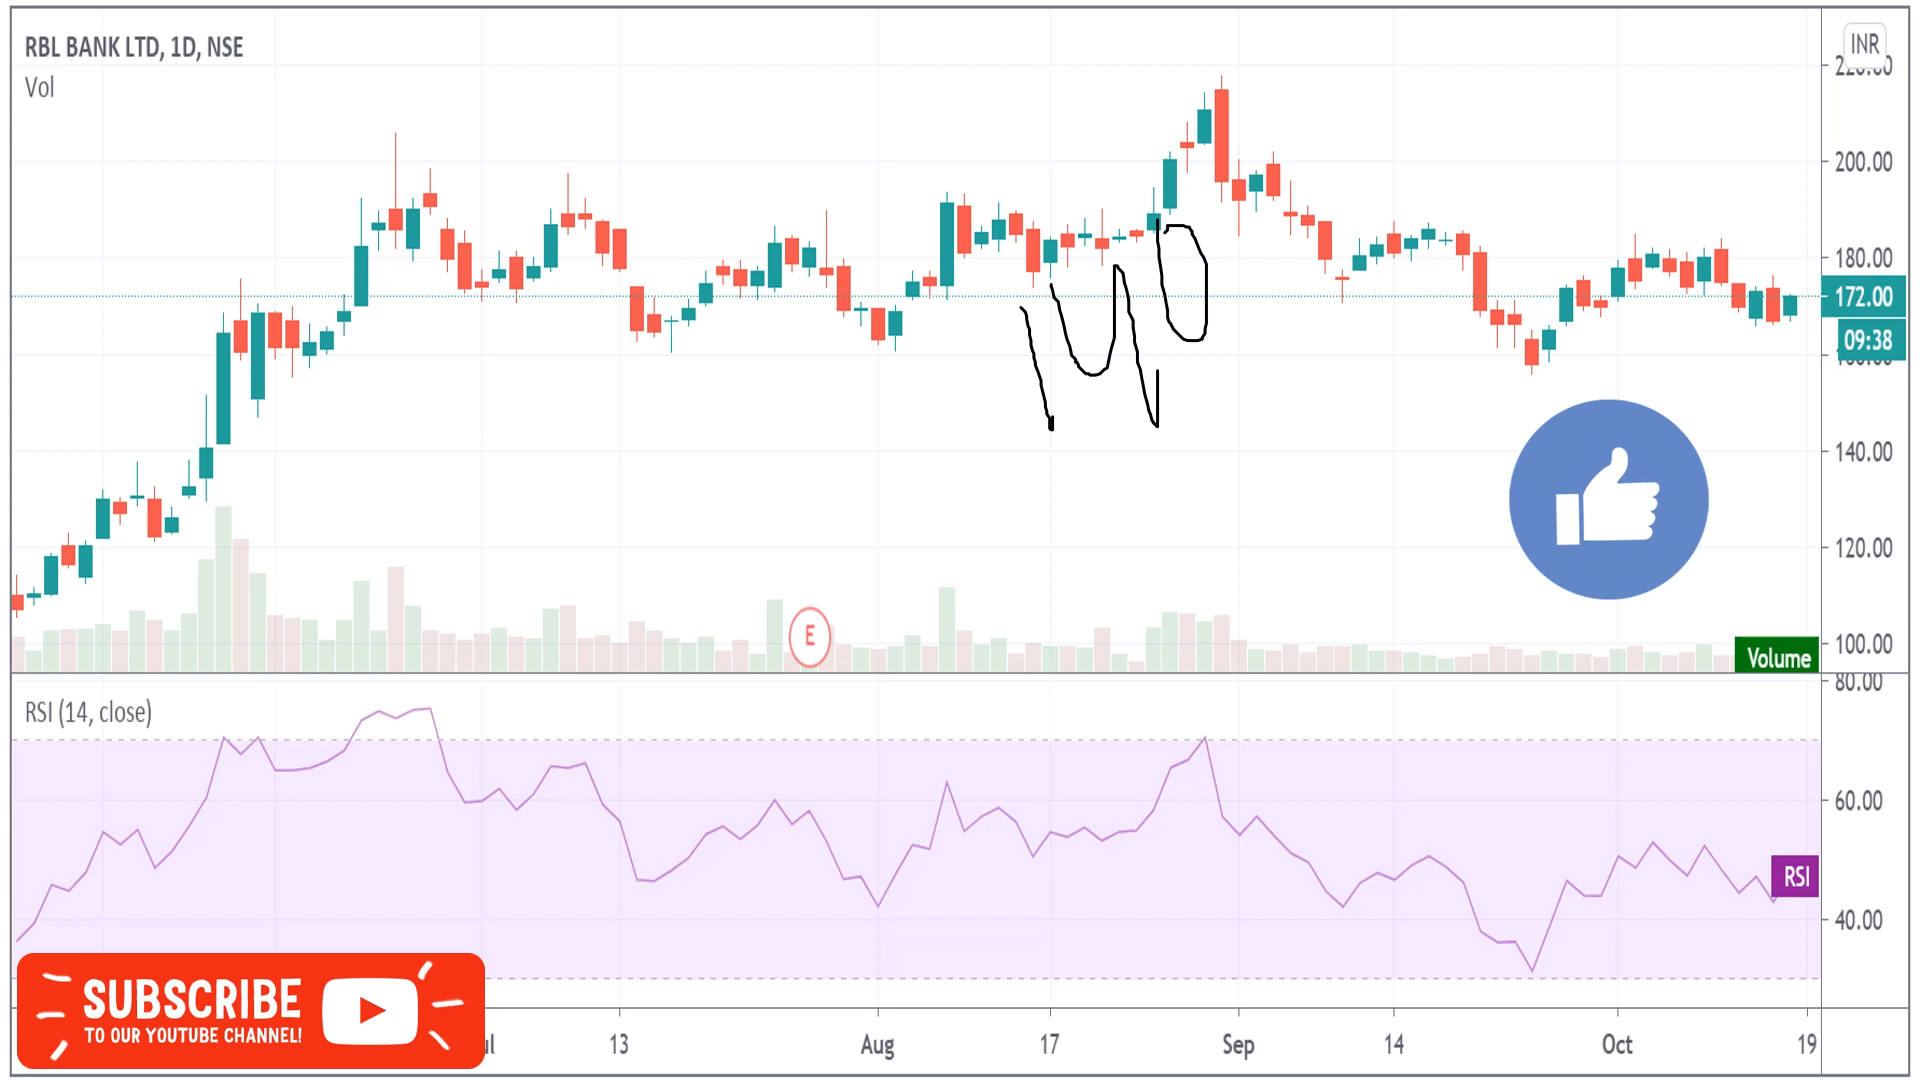 RBL BANK LTD, 1D, NSE
Vol
INR
200.00
180.00
172.00
09:38
140.00
120.00
100.00
E
Volume
80.00
RSI (14, close)
60.00
RSI
40.00
SUBSCRIBE
TO OUR YOUTUBE CHANNEL!
13 Aug 17 Sep 14 Oct 19